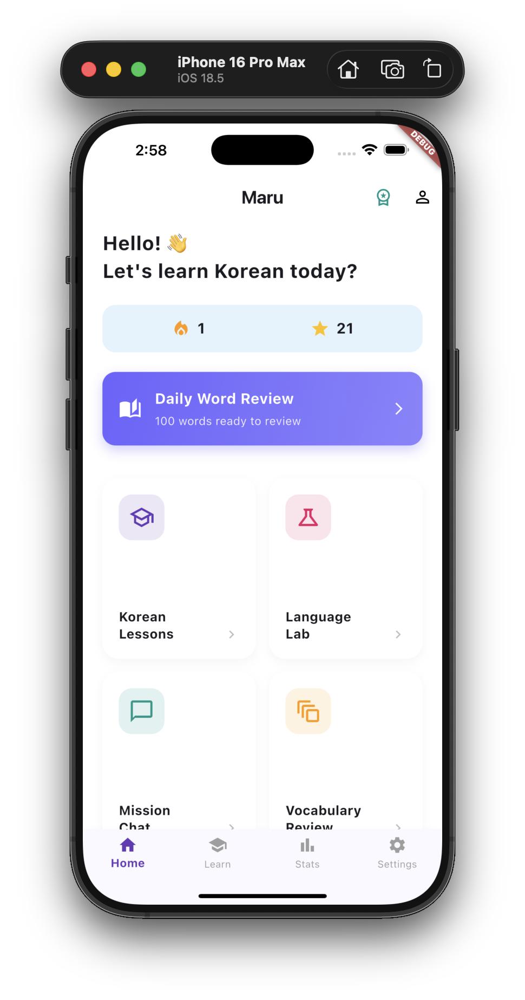 iPhone 16 Pro Max
iOS 18.5
2:58
DEBUG
Maru
Hello! 👋
Let's learn Korean today?
1
21
Daily Word Review
100 words ready to review
Korean
Lessons
Language
Lab
Mission
Chat
Vocabulary
Review
Home
Learn
Stats
Settings